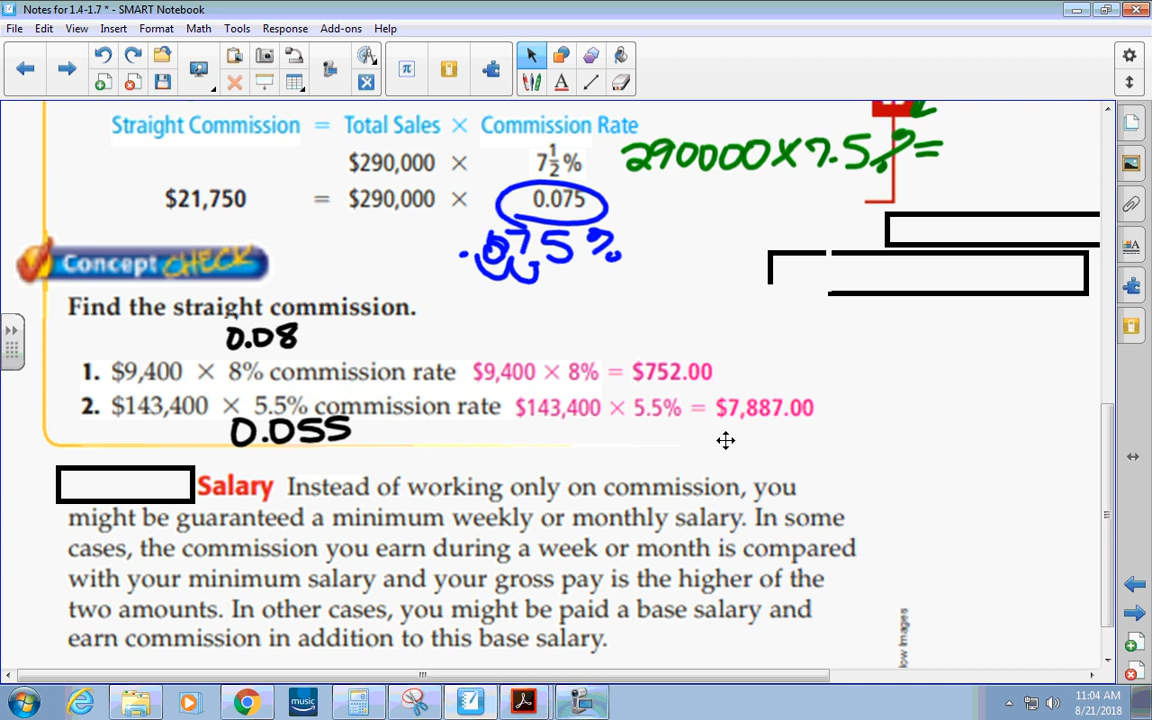 Notes for 1.4-1.7 * - SMART Notebook
File Edit View Insert Format Math Tools Response Add-ons Help
Straight Commission = Total Sales × Commission Rate
$290,000 × 7 1/2 %
290000x7.5%=
$21,750 = $290,000 × 0.075
.075%
Concept CHECK
Find the straight commission.
0.08
1. $9,400 × 8% commission rate $9,400 × 8% = $752.00
2. $143,400 × 5.5% commission rate $143,400 × 5.5% = $7,887.00
0.055
Salary Instead of working only on commission, you
might be guaranteed a minimum weekly or monthly salary. In some
cases, the commission you earn during a week or month is compared
with your minimum salary and your gross pay is the higher of the
two amounts. In other cases, you might be paid a base salary and
earn commission in addition to this base salary.
low Images
music
11:04 AM
8/21/2018